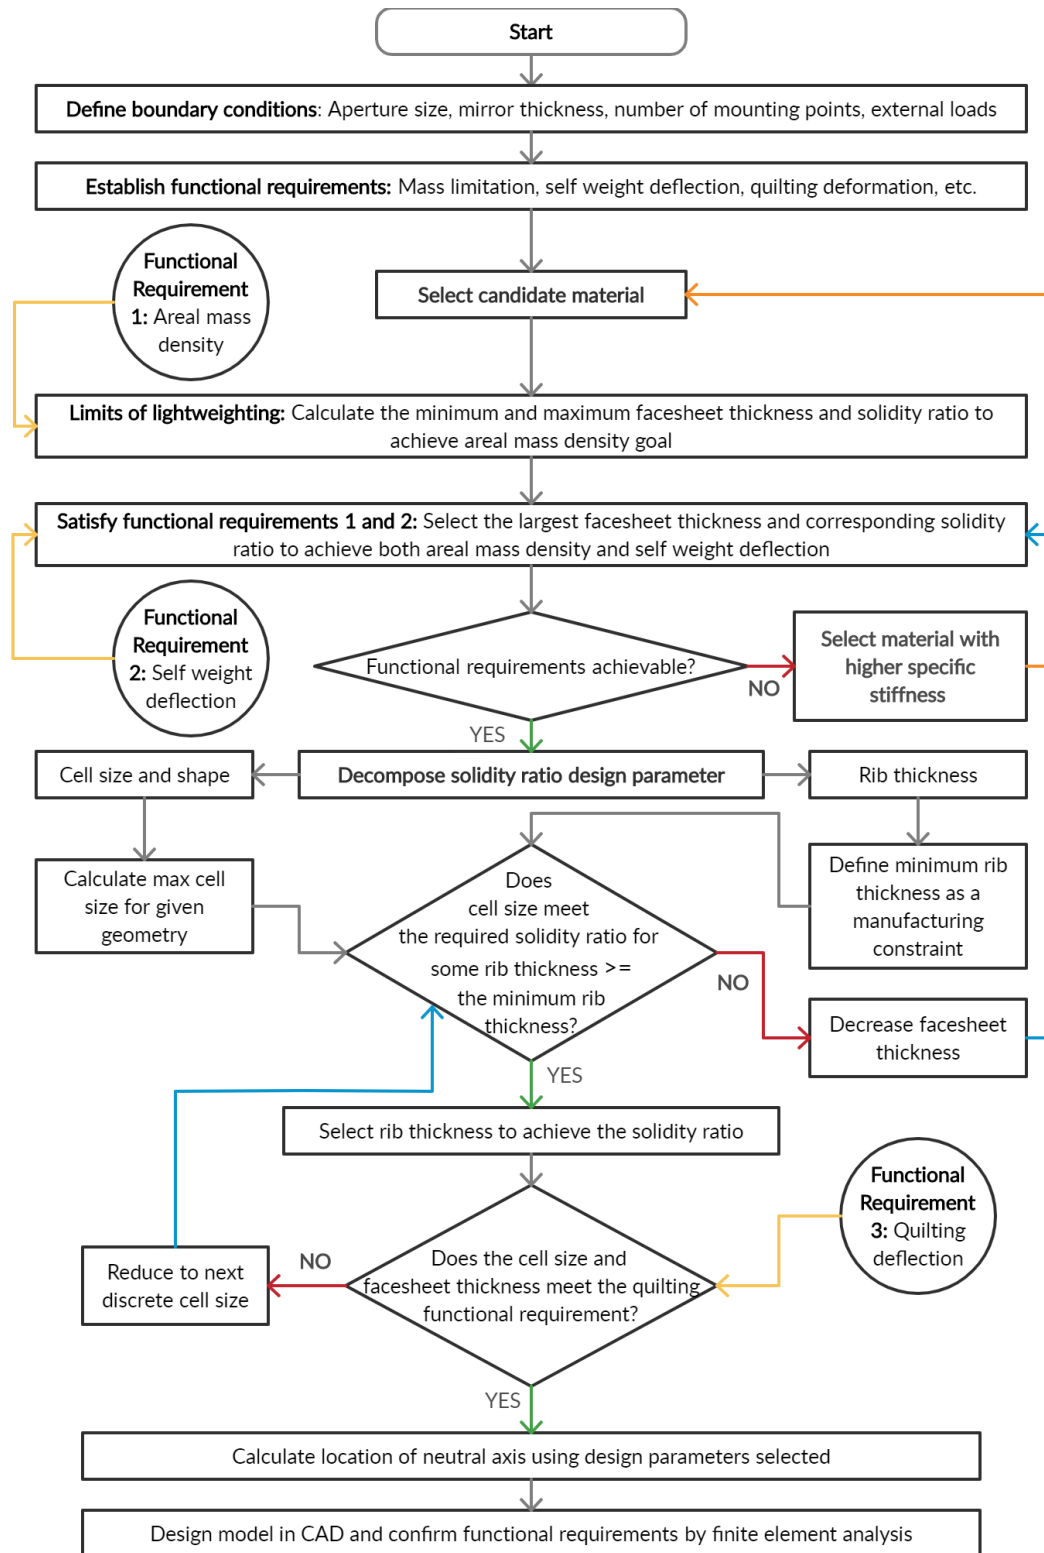 Start
Define boundary conditions: Aperture size, mirror thickness, number of mounting points, external loads
Establish functional requirements: Mass limitation, self weight deflection, quilting deformation, etc.
Functional
Requirement
1: Areal mass
density
Select candidate material
Limits of lightweighting: Calculate the minimum and maximum facesheet thickness and solidity ratio to
achieve areal mass density goal
Satisfy functional requirements 1 and 2: Select the largest facesheet thickness and corresponding solidity
ratio to achieve both areal mass density and self weight deflection
Functional
Requirement
2: Self weight
deflection
Functional requirements achievable?
NO
Select material with
higher specific
stiffness
YES
Cell size and shape
Decompose solidity ratio design parameter
Rib thickness
Calculate max cell
size for given
geometry
Does
cell size meet
the required solidity ratio for
some rib thickness >=
the minimum rib
thickness?
Define minimum rib
thickness as a
manufacturing
constraint
NO
Decrease facesheet
thickness
YES
Select rib thickness to achieve the solidity ratio
Functional
Requirement
3: Quilting
deflection
Does the cell size and
facesheet thickness meet the quilting
functional requirement?
NO
Reduce to next
discrete cell size
YES
Calculate location of neutral axis using design parameters selected
Design model in CAD and confirm functional requirements by finite element analysis